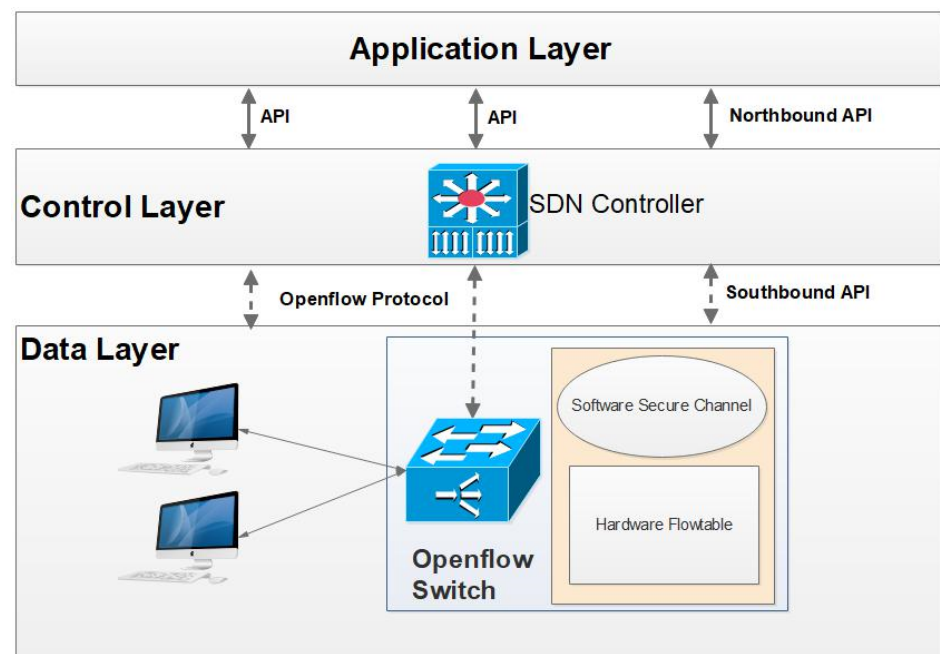 Application Layer
API
API
Northbound API
Control Layer
SDN Controller
Openflow Protocol
Southbound API
Data Layer
Software Secure Channel
Hardware Flowtable
Openflow
Switch